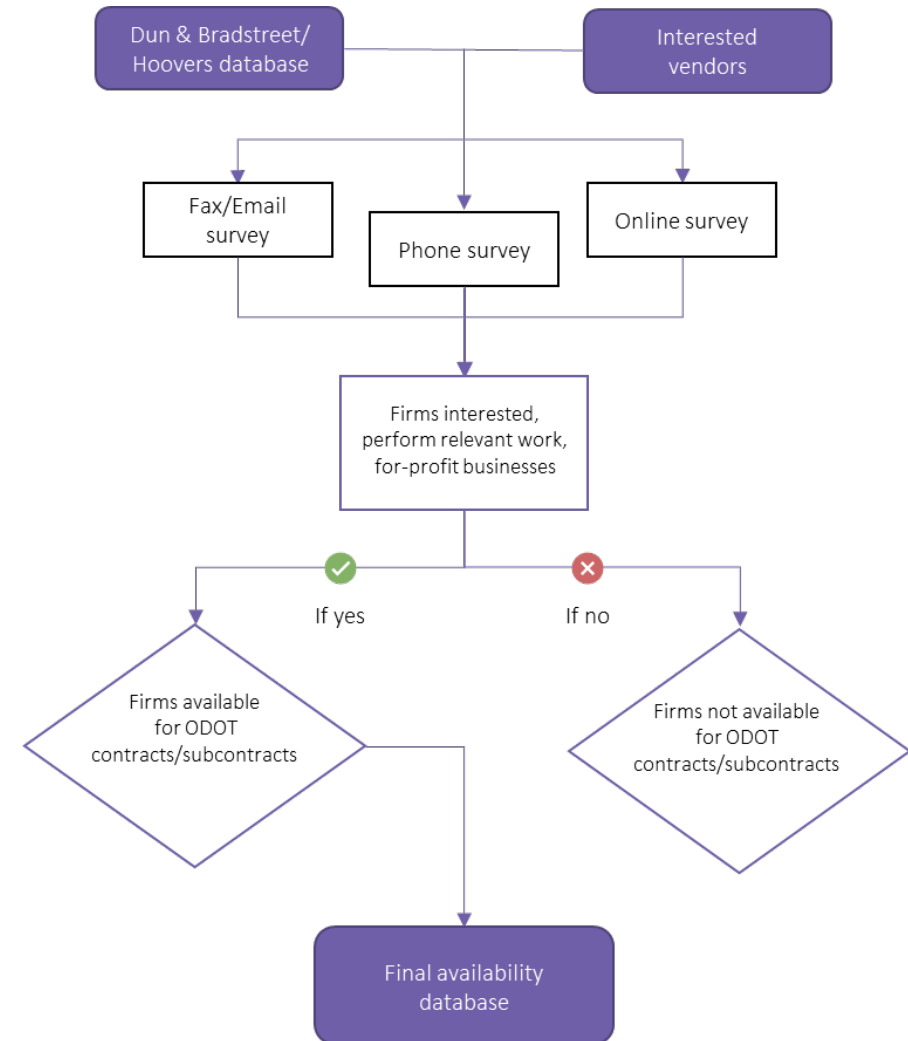 Dun & Bradstreet/
Hoovers database
Interested
vendors
Fax/Email
survey
Phone survey
Online survey
Firms interested,
perform relevant work,
for-profit businesses
If yes
If no
Firms available
for ODOT
contracts/subcontracts
Firms not available
for ODOT
contracts/subcontracts
Final availability
database